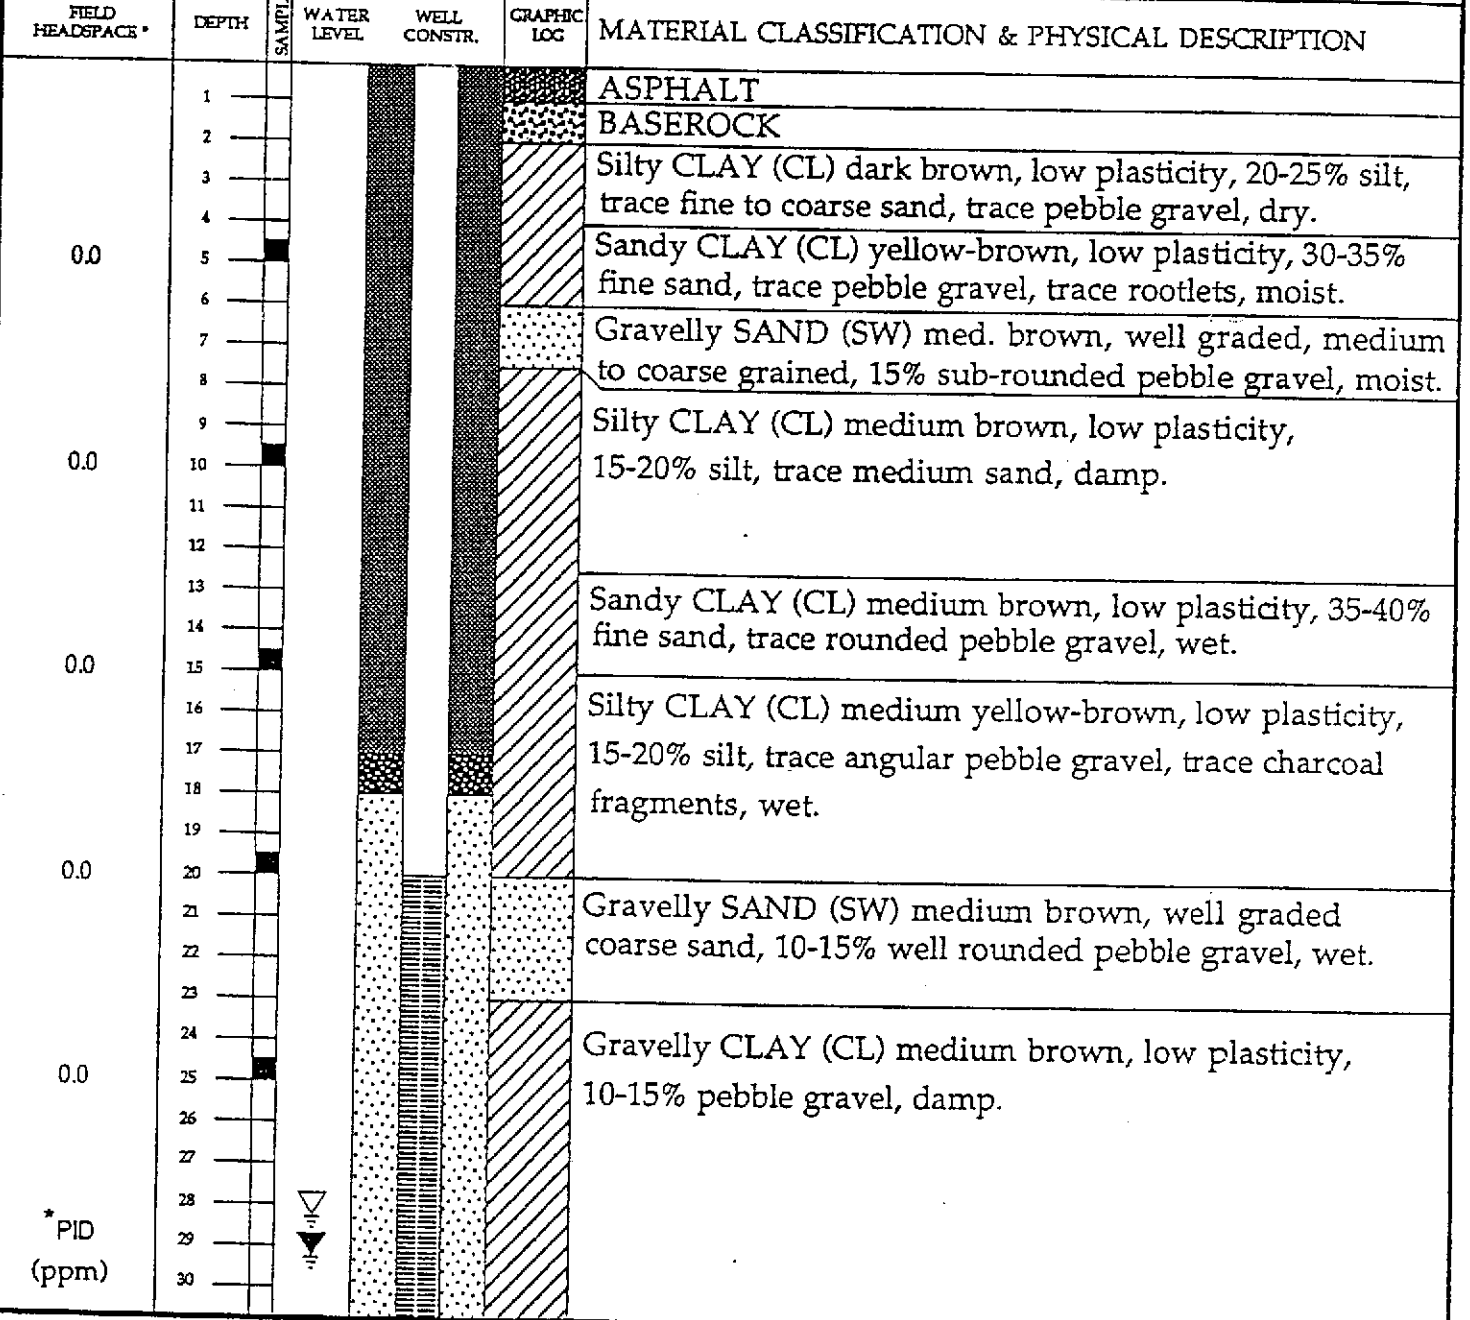 FIELD HEADSPACE * DEPTH SAMPL WATER LEVEL WELL CONSTR. GRAPHIC LOG MATERIAL CLASSIFICATION & PHYSICAL DESCRIPTION
1 ASPHALT
2 BASEROCK
3 Silty CLAY (CL) dark brown, low plasticity, 20-25% silt,
4 trace fine to coarse sand, trace pebble gravel, dry.
0.0 5 Sandy CLAY (CL) yellow-brown, low plasticity, 30-35%
6 fine sand, trace pebble gravel, trace rootlets, moist.
7 Gravelly SAND (SW) med. brown, well graded, medium
8 to coarse grained, 15% sub-rounded pebble gravel, moist.
9 Silty CLAY (CL) medium brown, low plasticity,
0.0 10 15-20% silt, trace medium sand, damp.
11
12
13 Sandy CLAY (CL) medium brown, low plasticity, 35-40%
14 fine sand, trace rounded pebble gravel, wet.
0.0 15
16 Silty CLAY (CL) medium yellow-brown, low plasticity,
17 15-20% silt, trace angular pebble gravel, trace charcoal
18 fragments, wet.
19
0.0 20
21 Gravelly SAND (SW) medium brown, well graded
22 coarse sand, 10-15% well rounded pebble gravel, wet.
23
24 Gravelly CLAY (CL) medium brown, low plasticity,
0.0 25 10-15% pebble gravel, damp.
26
27
28
*PID 29
(ppm) 30